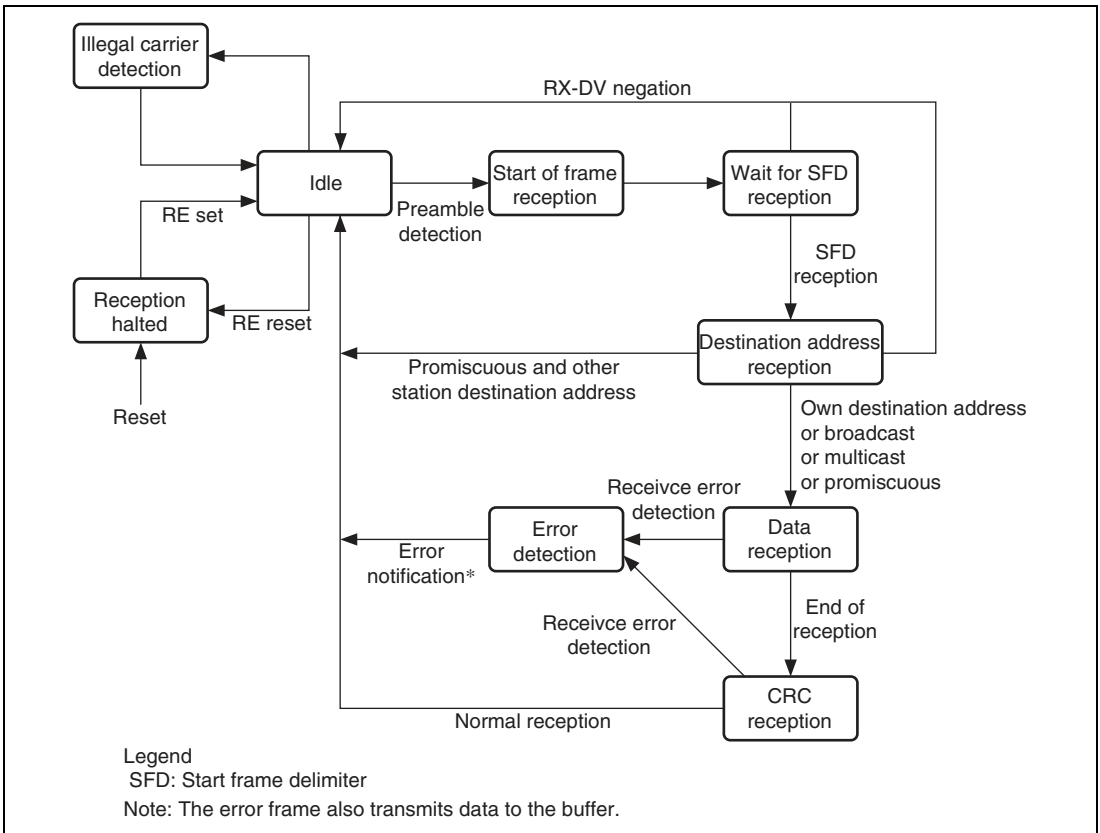 Illegal carrier
detection
RX-DV negation
Idle
Start of frame
reception
Wait for SFD
reception
Preamble
detection
RE set
SFD
reception
Reception
halted
RE reset
Destination address
reception
Promiscuous and other
station destination address
Reset
Own destination address
or broadcast
or multicast
or promiscuous
Receivce error
detection
Error
detection
Data
reception
Error
notification*
End of
reception
Receivce error
detection
CRC
reception
Normal reception
Legend
SFD: Start frame delimiter
Note: The error frame also transmits data to the buffer.